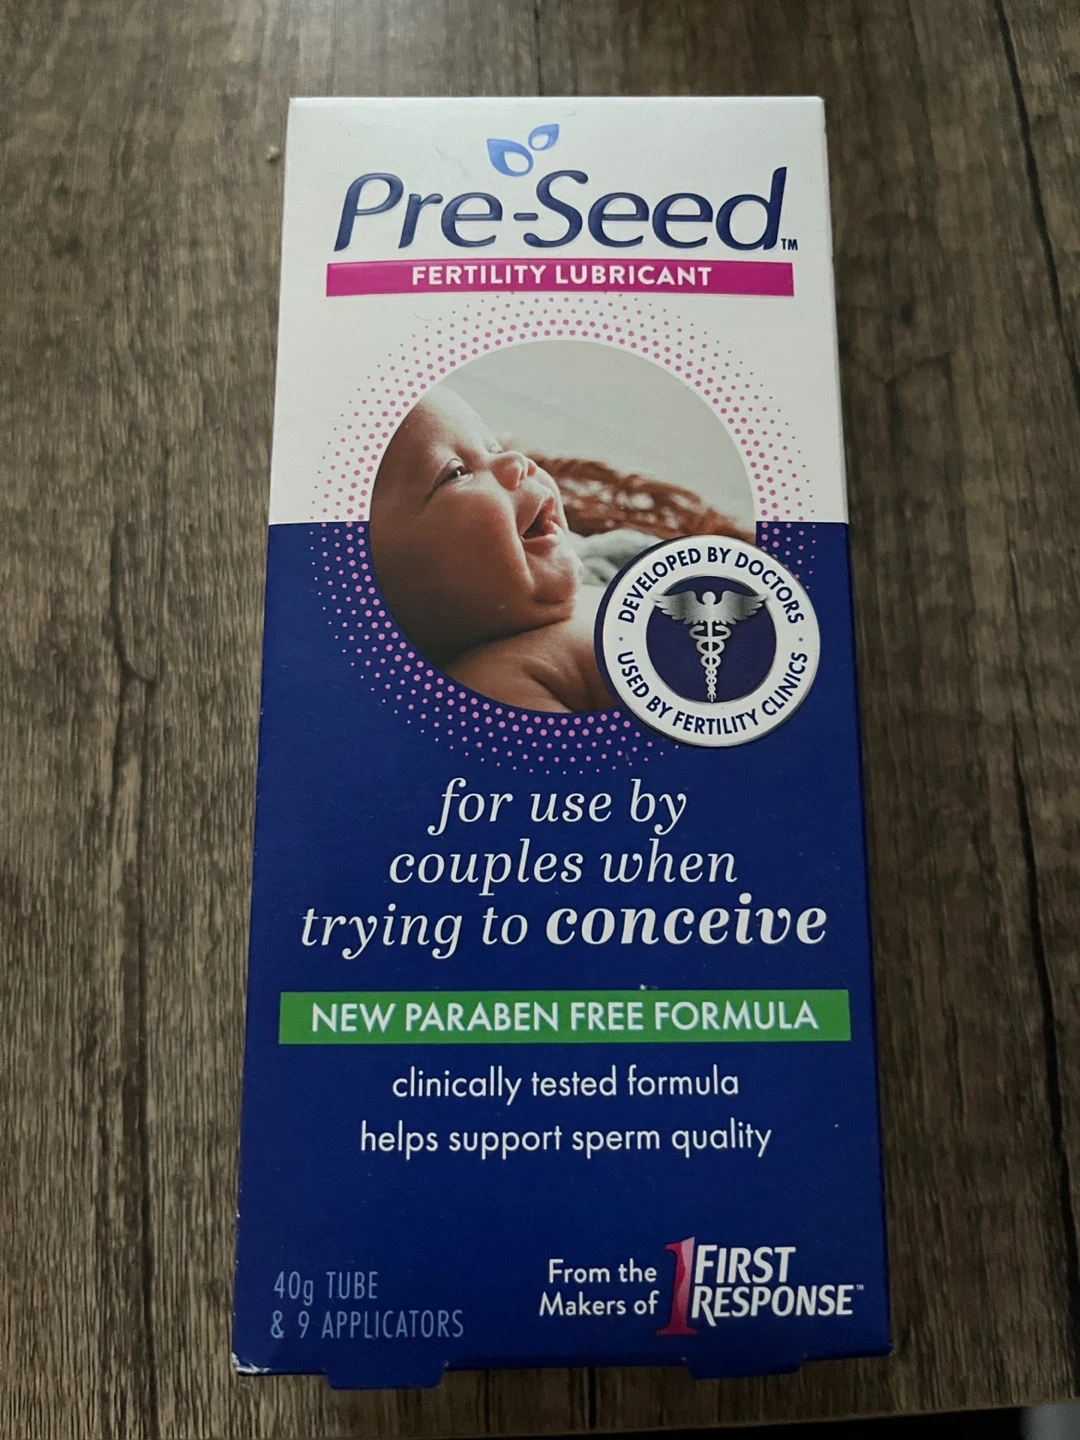 Pre-Seed™
FERTILITY LUBRICANT
DEVELOPED BY DOCTORS
USED BY FERTILITY CLINICS
for use by
couples when
trying to conceive
NEW PARABEN FREE FORMULA
clinically tested formula
helps support sperm quality
40g TUBE
& 9 APPLICATORS
From the
Makers of
1 FIRST
RESPONSE™